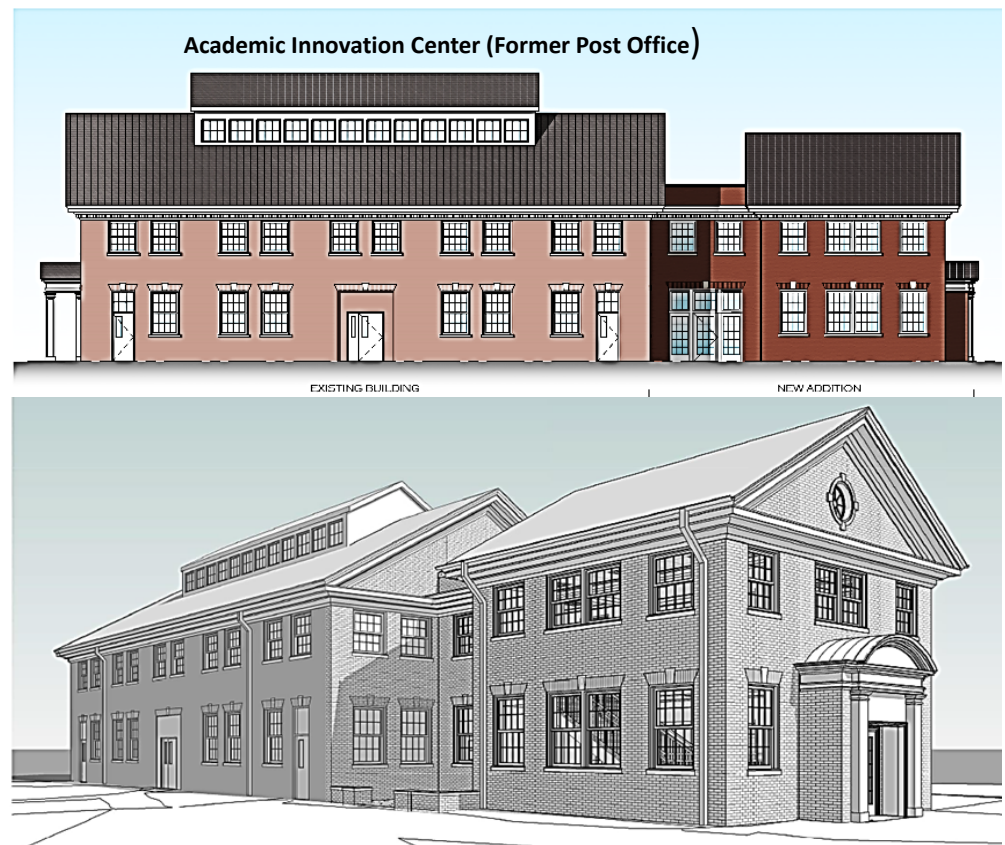 Academic Innovation Center (Former Post Office)
EXISTING BUILDING
NEW ADDITION